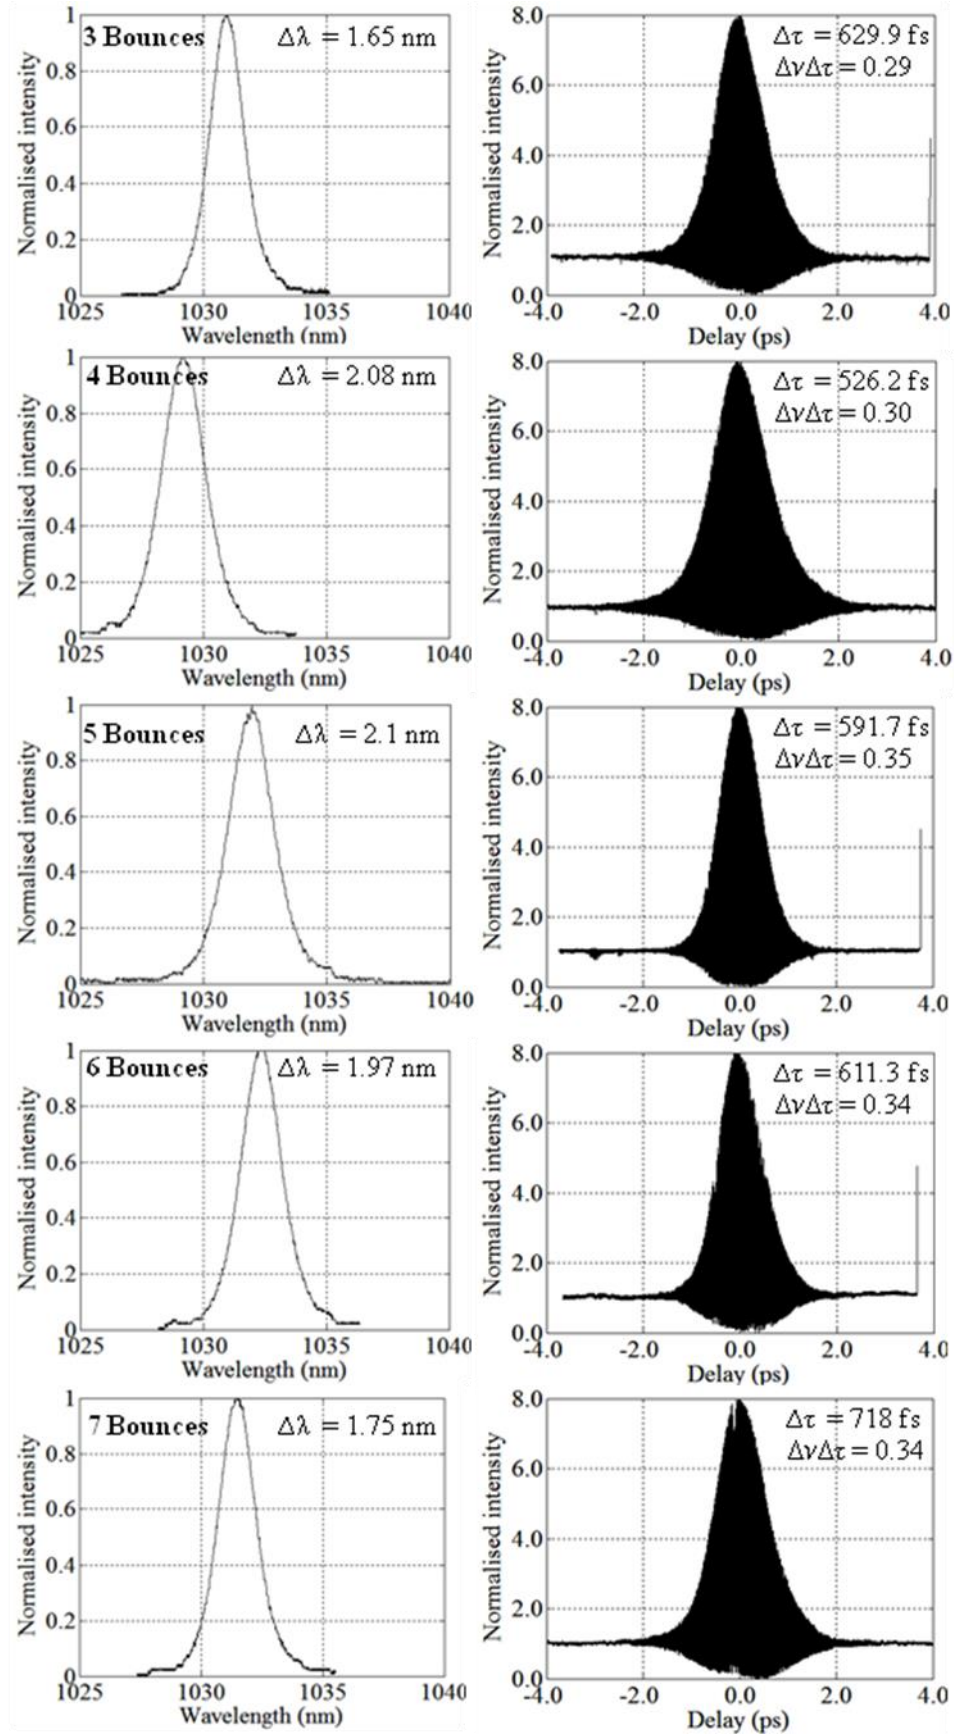 Normalised intensity
1
0.8
0.6
0.4
0.2
0
3 Bounces
Δλ = 1.65 nm
1025
1030
1035
1040
Wavelength (nm)
Normalised intensity
8.0
6.0
4.0
2.0
0.0
Δτ = 629.9 fs
ΔνΔτ = 0.29
-4.0
-2.0
0.0
2.0
4.0
Delay (ps)
Normalised intensity
1
0.8
0.6
0.4
0.2
0
4 Bounces
Δλ = 2.08 nm
1025
1030
1035
1040
Wavelength (nm)
Normalised intensity
8.0
6.0
4.0
2.0
0.0
Δτ = 526.2 fs
ΔνΔτ = 0.30
-4.0
-2.0
0.0
2.0
4.0
Delay (ps)
Normalised intensity
1
0.8
0.6
0.4
0.2
0
5 Bounces
Δλ = 2.1 nm
1025
1030
1035
1040
Wavelength (nm)
Normalised intensity
8.0
6.0
4.0
2.0
0.0
Δτ = 591.7 fs
ΔνΔτ = 0.35
-4.0
-2.0
0.0
2.0
4.0
Delay (ps)
Normalised intensity
1
0.8
0.6
0.4
0.2
0
6 Bounces
Δλ = 1.97 nm
1025
1030
1035
1040
Wavelength (nm)
Normalised intensity
8.0
6.0
4.0
2.0
0.0
Δτ = 611.3 fs
ΔνΔτ = 0.34
-4.0
-2.0
0.0
2.0
4.0
Delay (ps)
Normalised intensity
1
0.8
0.6
0.4
0.2
0
7 Bounces
Δλ = 1.75 nm
1025
1030
1035
1040
Wavelength (nm)
Normalised intensity
8.0
6.0
4.0
2.0
0.0
Δτ = 718 fs
ΔνΔτ = 0.34
-4.0
-2.0
0.0
2.0
4.0
Delay (ps)